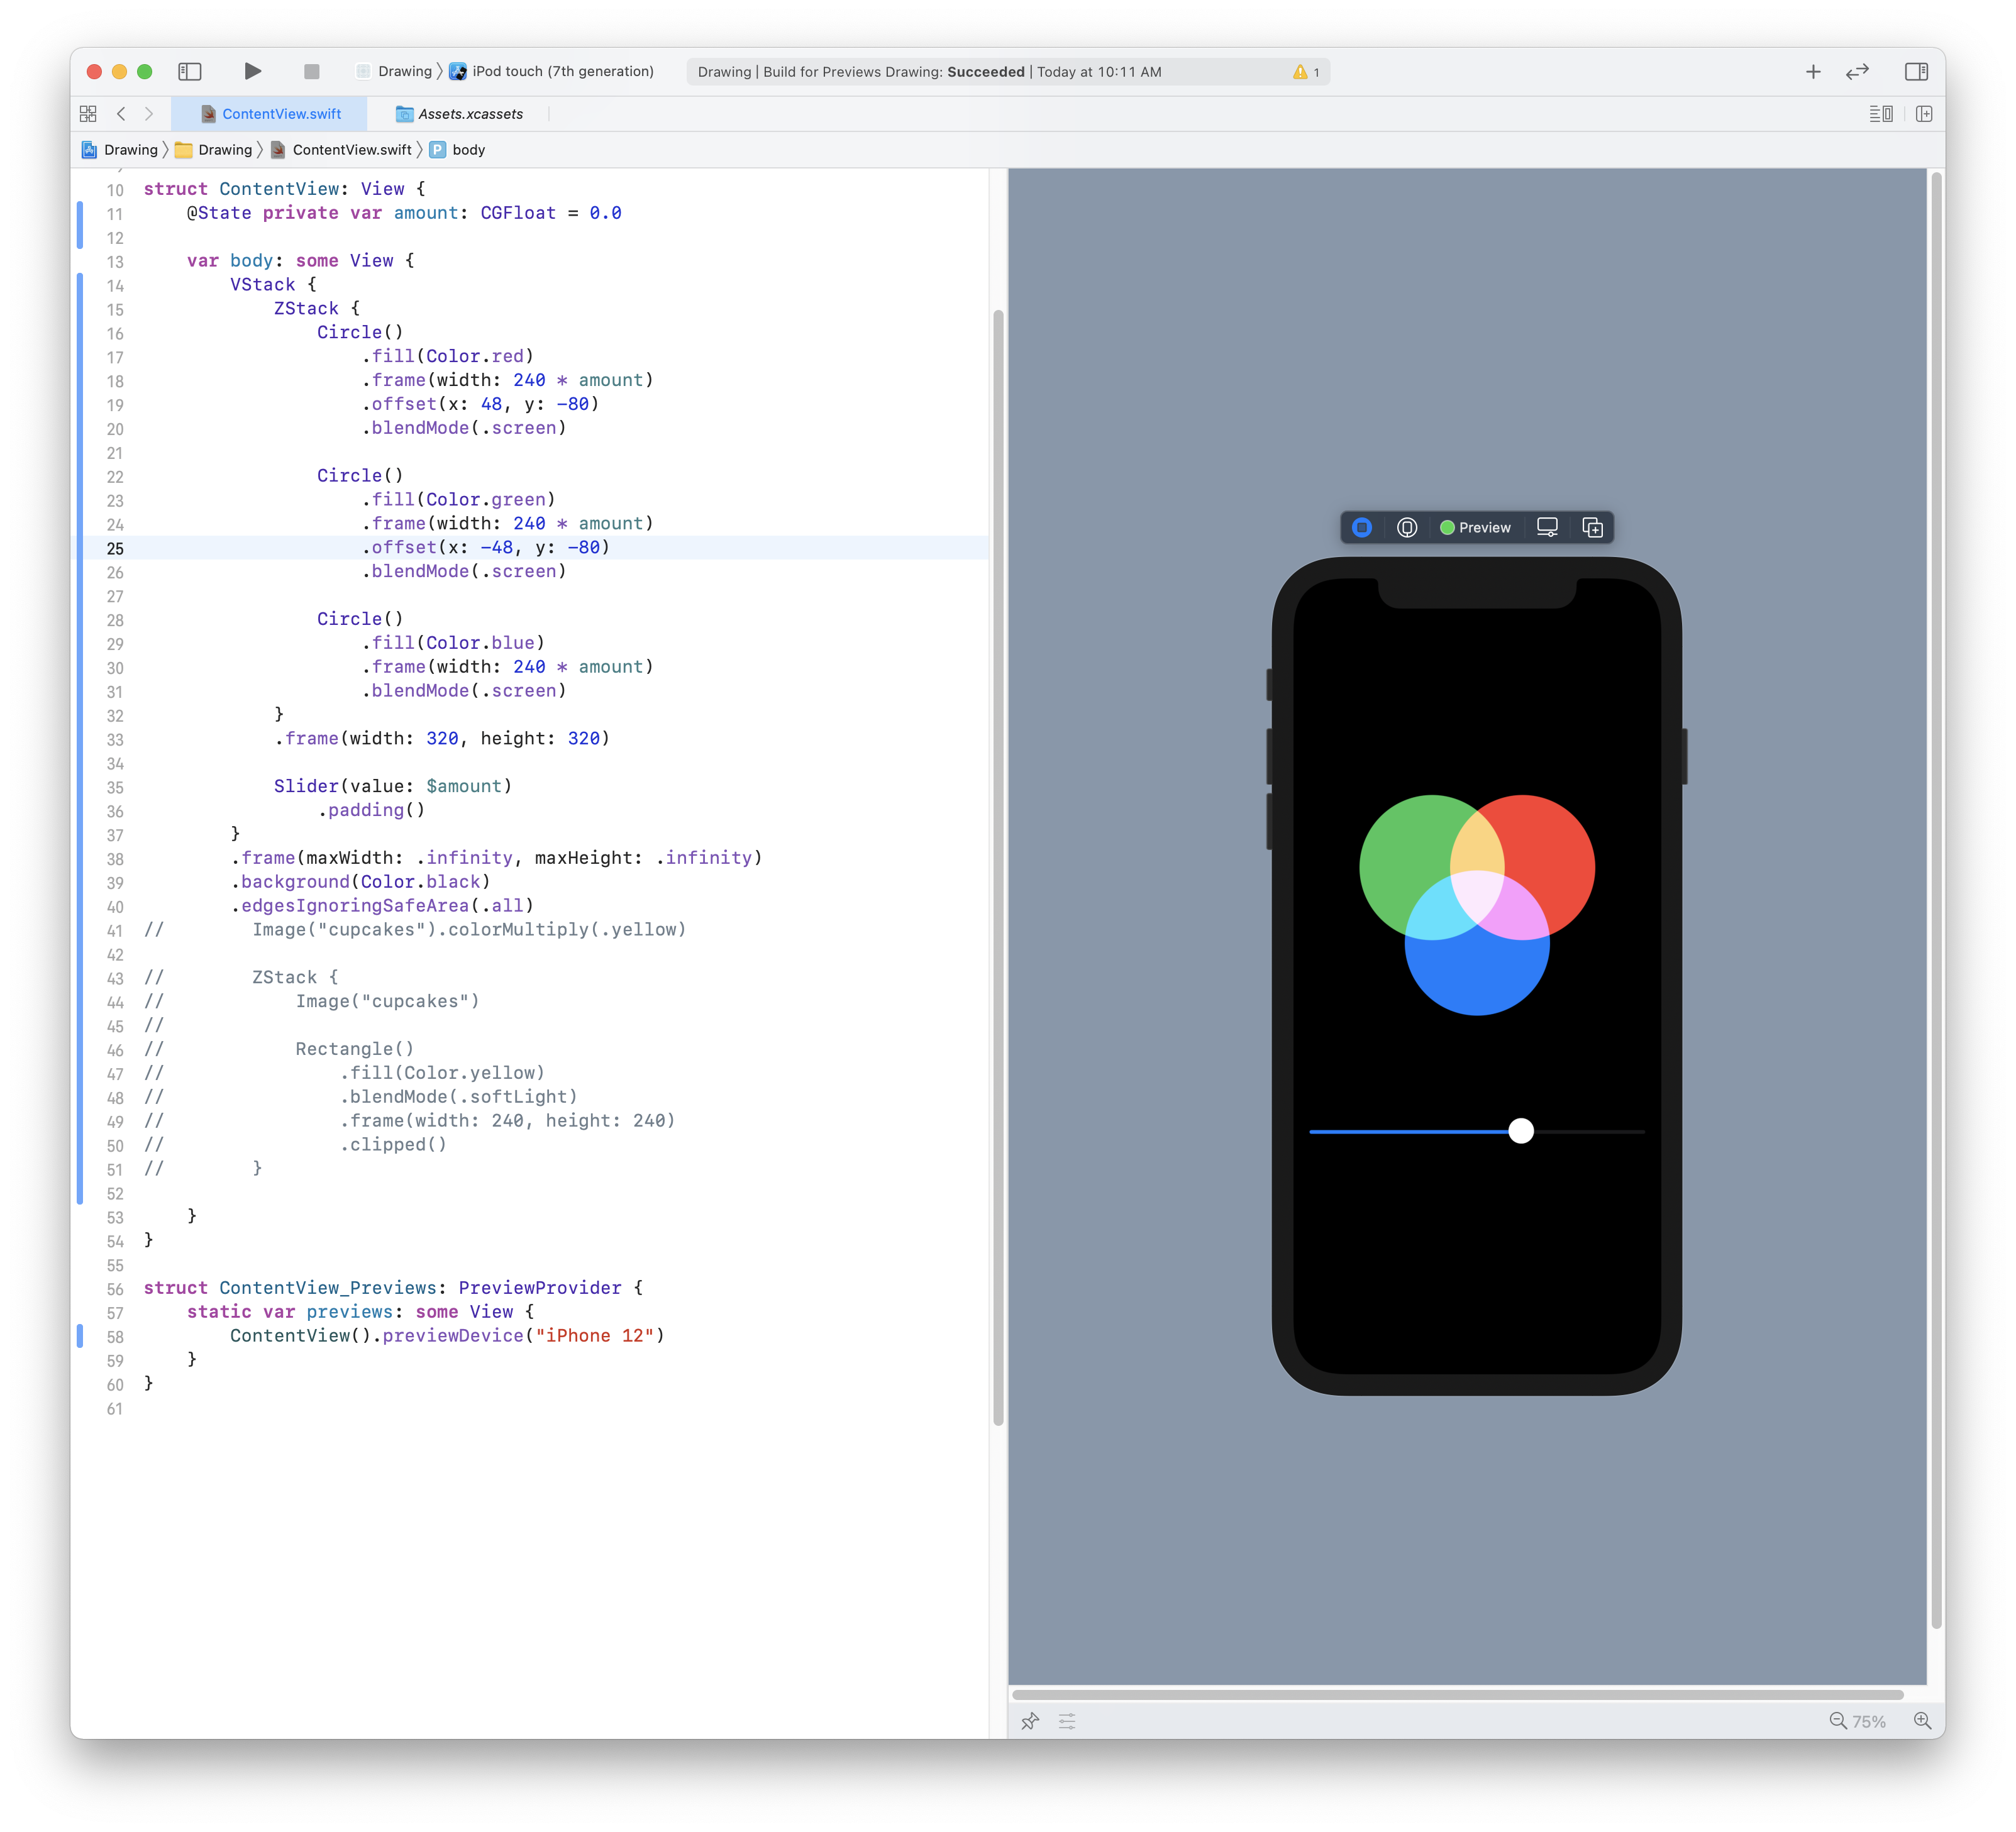 Drawing iPod touch (7th generation) Drawing | Build for Previews Drawing: Succeeded | Today at 10:11 AM 1
ContentView.swift Assets.xcassets
Drawing Drawing ContentView.swift P body
10 struct ContentView: View {
11     @State private var amount: CGFloat = 0.0
12
13     var body: some View {
14         VStack {
15             ZStack {
16                 Circle()
17                     .fill(Color.red)
18                     .frame(width: 240 * amount)
19                     .offset(x: 48, y: -80)
20                     .blendMode(.screen)
21
22                 Circle()
23                     .fill(Color.green)
24                     .frame(width: 240 * amount)
25                     .offset(x: -48, y: -80)
26                     .blendMode(.screen)
27
28                 Circle()
29                     .fill(Color.blue)
30                     .frame(width: 240 * amount)
31                     .blendMode(.screen)
32             }
33             .frame(width: 320, height: 320)
34
35             Slider(value: $amount)
36                 .padding()
37         }
38         .frame(maxWidth: .infinity, maxHeight: .infinity)
39         .background(Color.black)
40         .edgesIgnoringSafeArea(.all)
41 //        Image("cupcakes").colorMultiply(.yellow)
42
43 //        ZStack {
44 //            Image("cupcakes")
45 //
46 //            Rectangle()
47 //                .fill(Color.yellow)
48 //                .blendMode(.softLight)
49 //                .frame(width: 240, height: 240)
50 //                .clipped()
51 //        }
52
53     }
54 }
55
56 struct ContentView_Previews: PreviewProvider {
57     static var previews: some View {
58         ContentView().previewDevice("iPhone 12")
59     }
60 }
61
Preview
75%